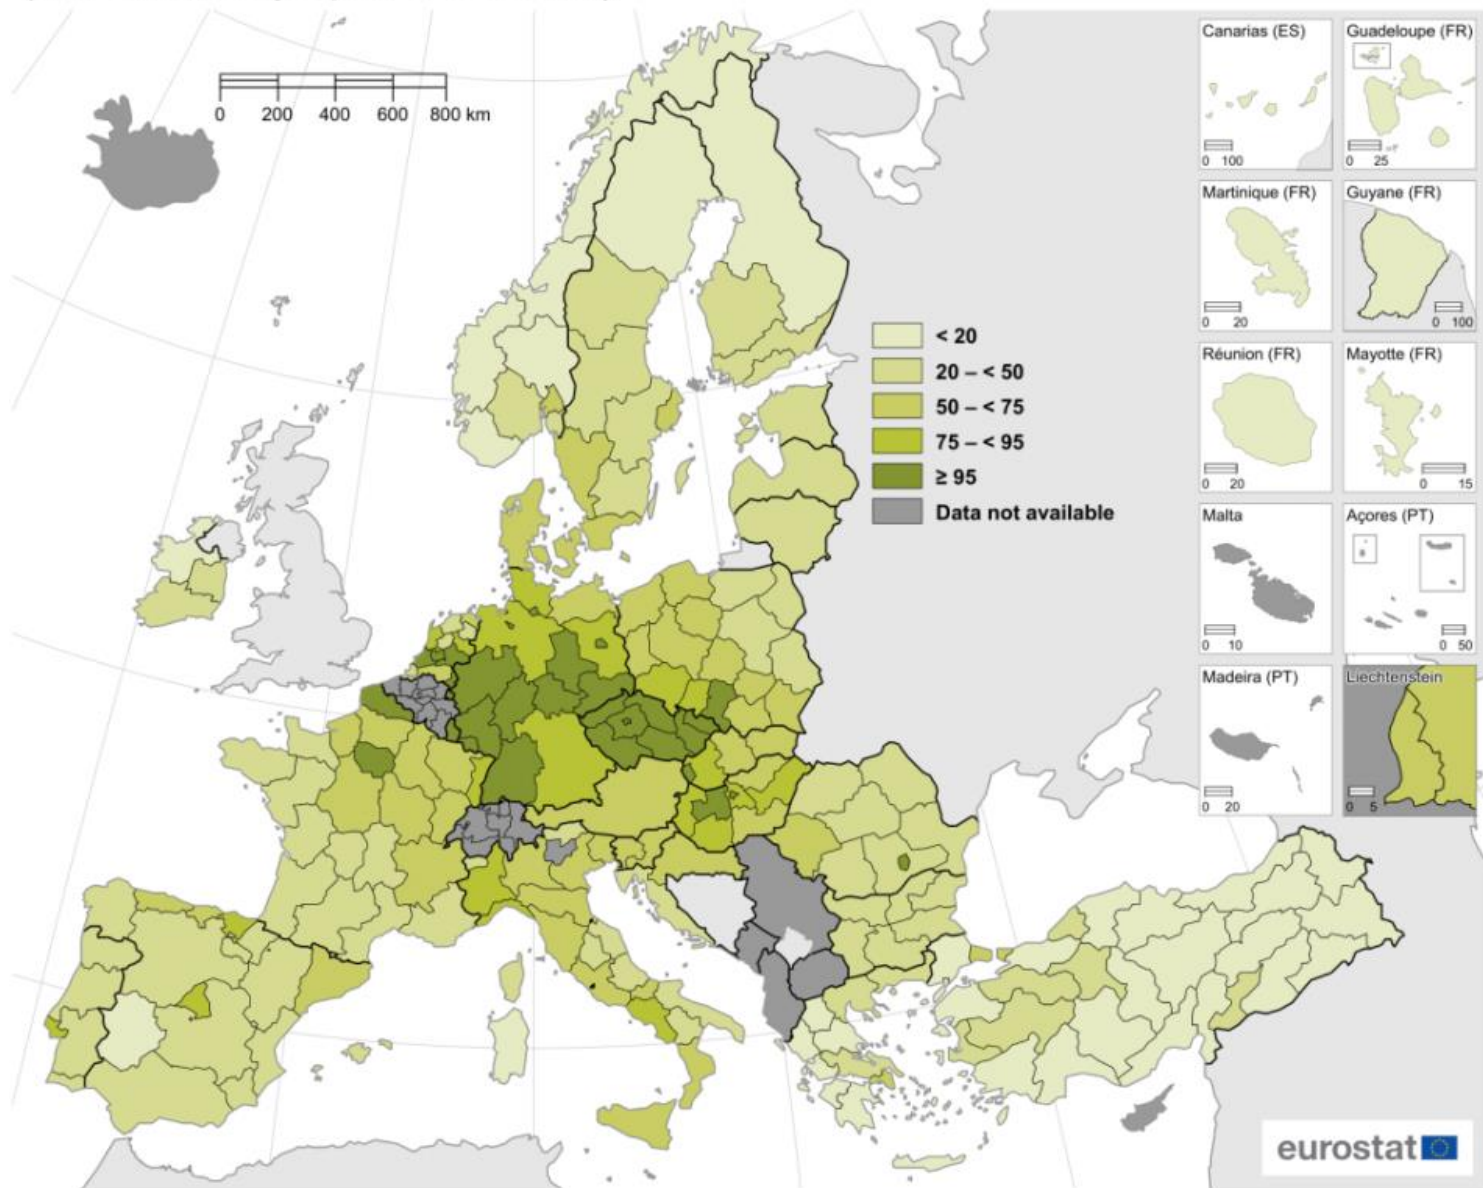 0 200 400 600 800 km
< 20
20 – < 50
50 – < 75
75 – < 95
≥ 95
Data not available
Canarias (ES)
0 100
Guadeloupe (FR)
0 25
Martinique (FR)
0 20
Guyane (FR)
0 100
Réunion (FR)
0 20
Mayotte (FR)
0 15
Malta
0 10
Açores (PT)
0 50
Madeira (PT)
0 20
Liechtenstein
0 5
eurostat